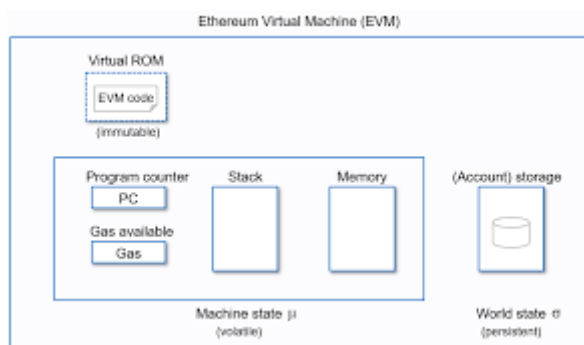 Ethereum Virtual Machine (EVM)
Virtual ROM
EVM code
(immutable)
Program counter
PC
Gas available
Gas
Stack
Memory
(Account) storage
Machine state μ
(volatile)
World state σ
(persistent)